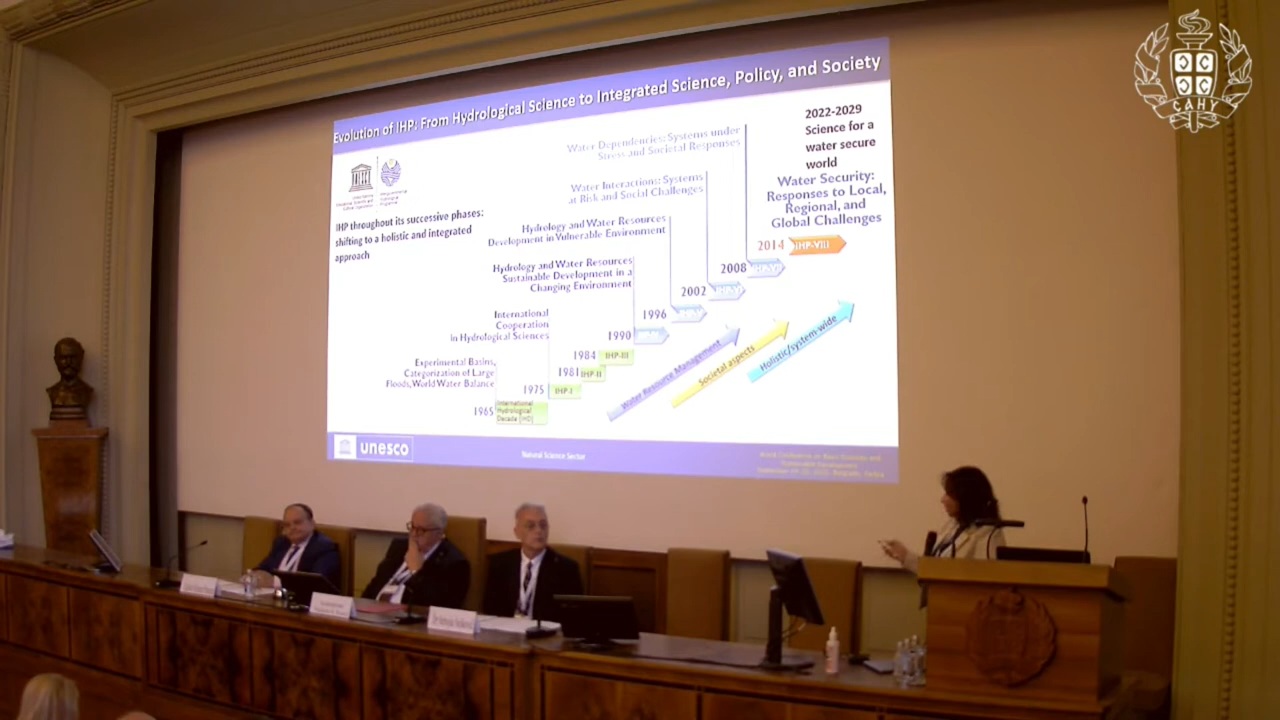 Evolution of IHP: From Hydrological Science to Integrated Science, Policy, and Society
САНУ
2022-2029
Science for a
water secure
world
Water Security:
Responses to Local,
Regional, and
Global Challenges
Water Dependencies: Systems under
Stress and Societal Responses
Water Interactions: Systems
at Risk and Social Challenges
IHP throughout its successive phases:
shifting to a holistic and integrated
approach
Hydrology and Water Resources
Development in Vulnerable Environment
Hydrology and Water Resources
Sustainable Development in a
Changing Environment
International
Cooperation
in Hydrological Sciences
Experimental Basins,
Categorization of Large
Floods, World Water Balance
2014 IHP-VIII
2008
2002
1996
1990
1984 IHP-III
1981 IHP-II
1975 IHP-I
1965 International
Hydrological
Decade (IHD)
Water Resource Management
Societal aspects
Holistic/system-wide
unesco
Natural Science Sector